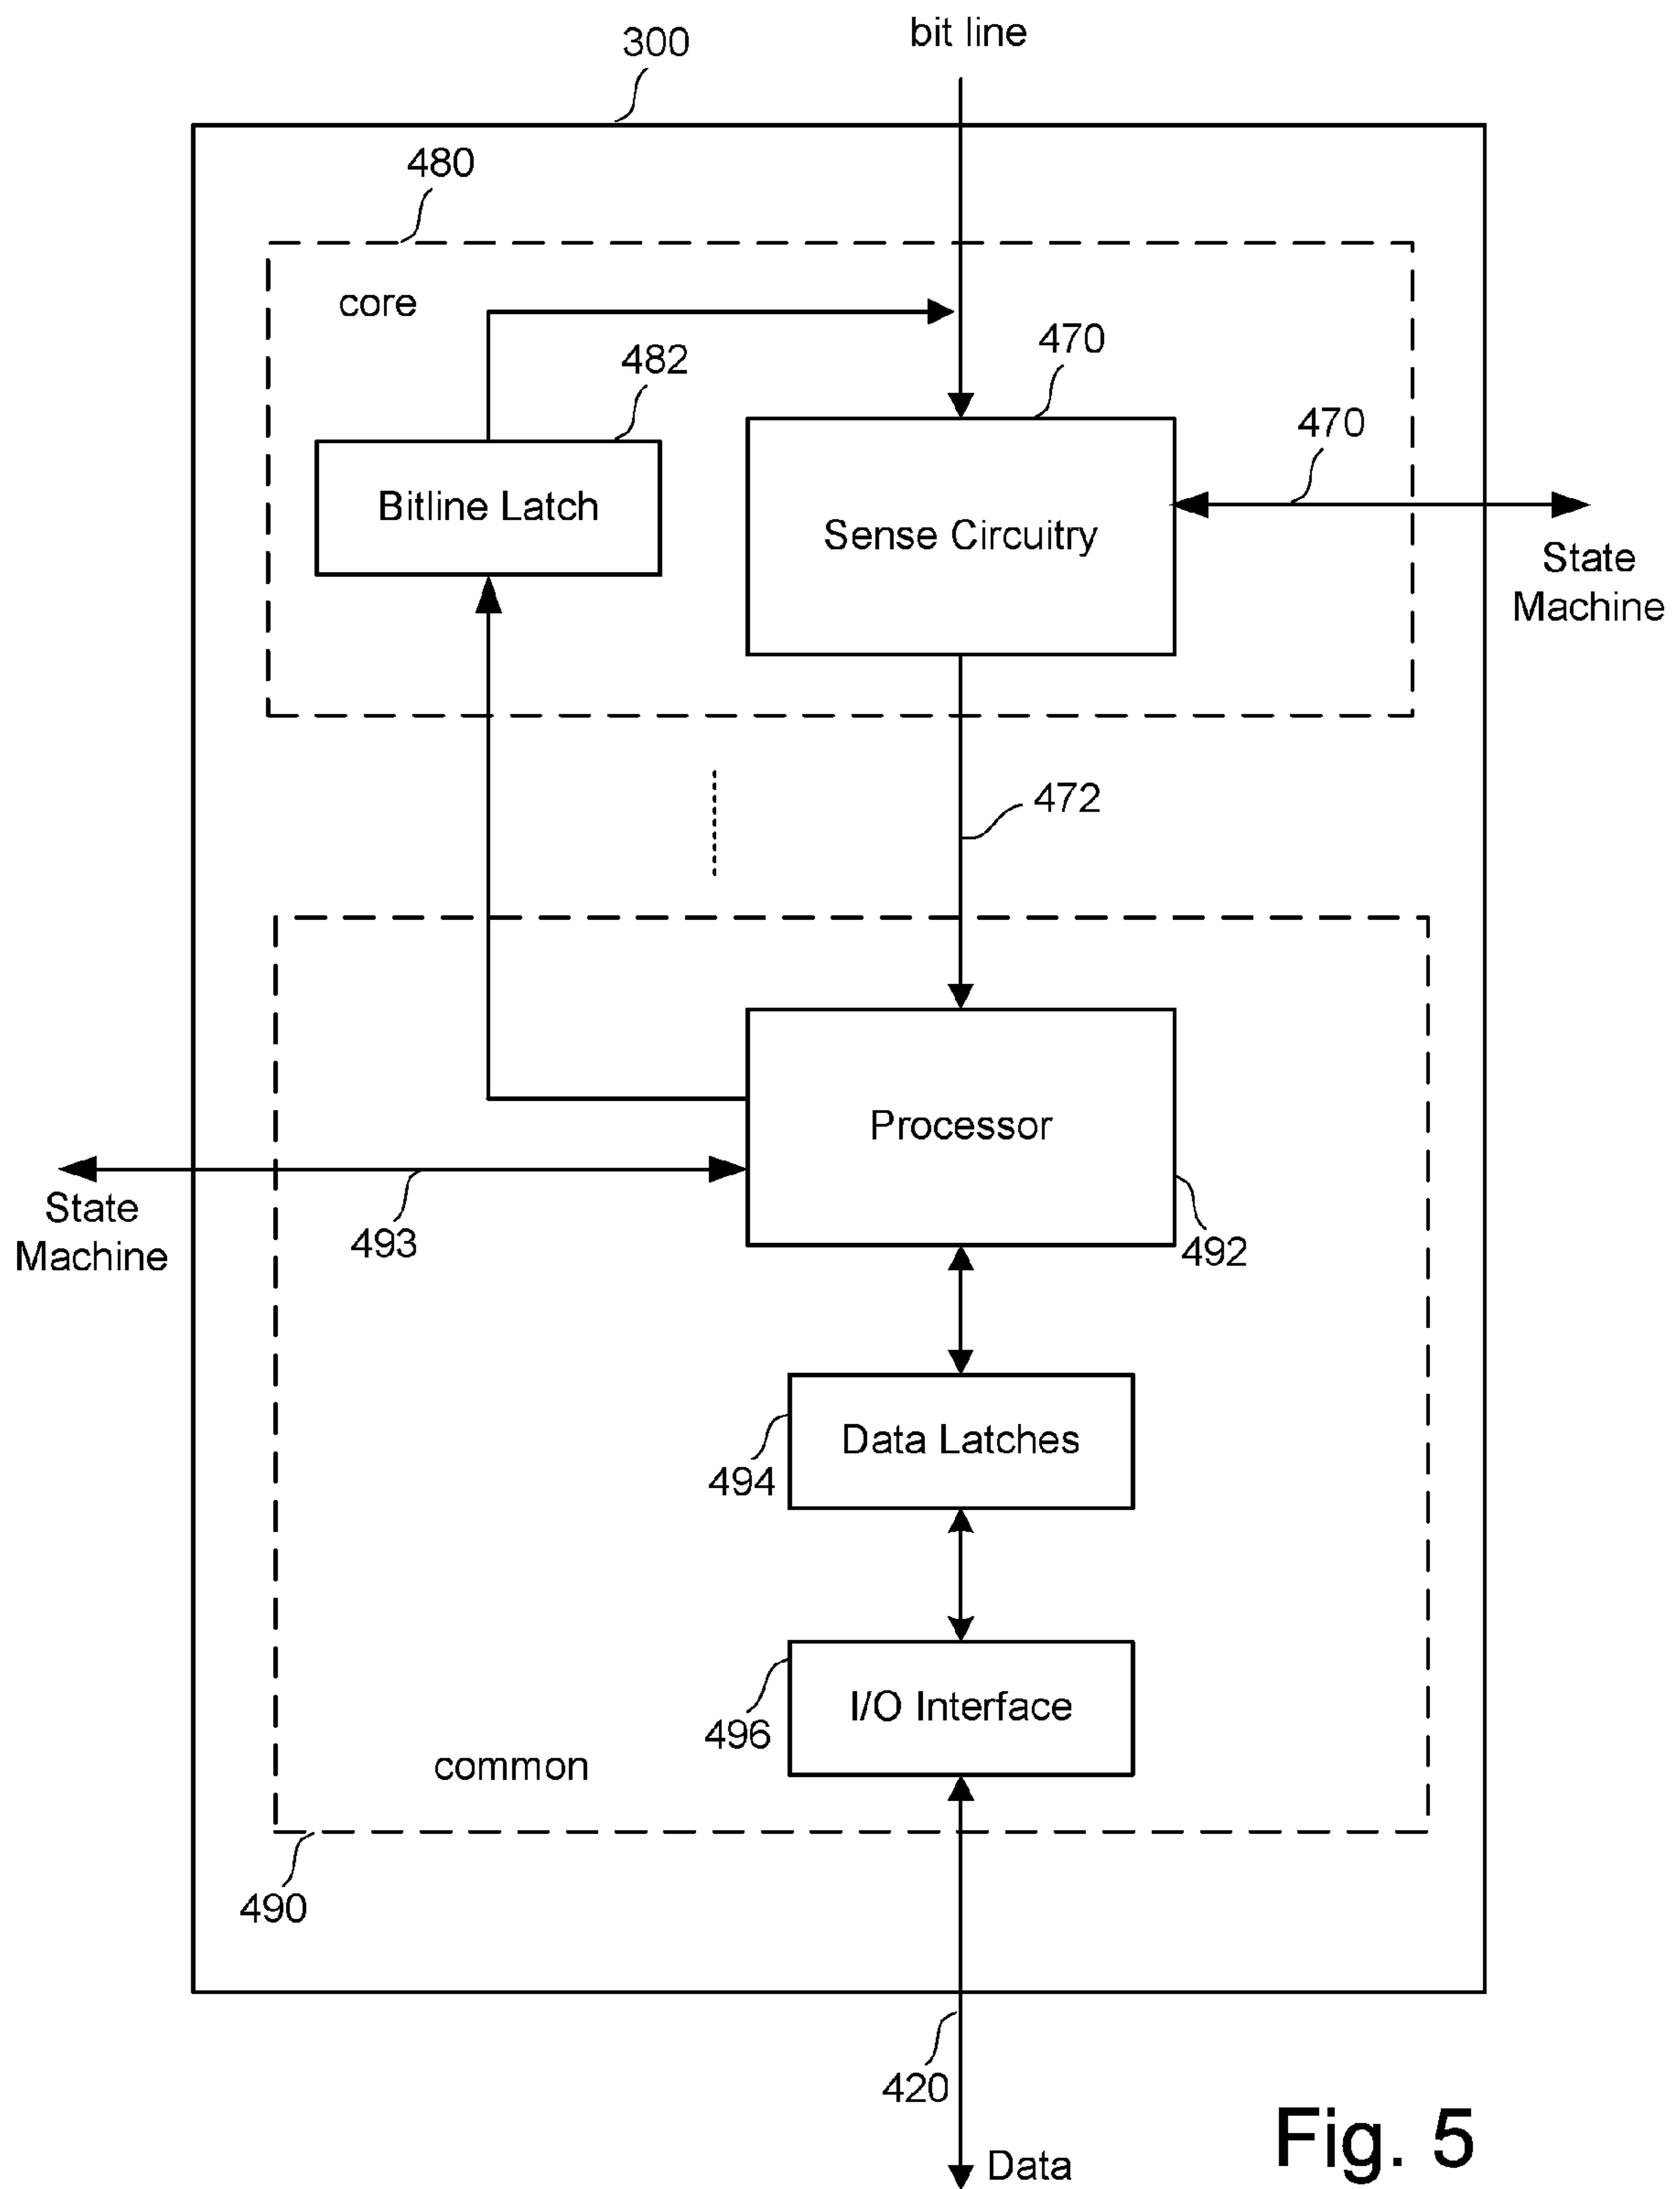 bit line
300
480
core
482
470
470
Bitline Latch
Sense Circuitry
State
Machine
472
Processor
State
Machine
493
492
Data Latches
494
I/O Interface
496
common
490
420
Data
Fig. 5